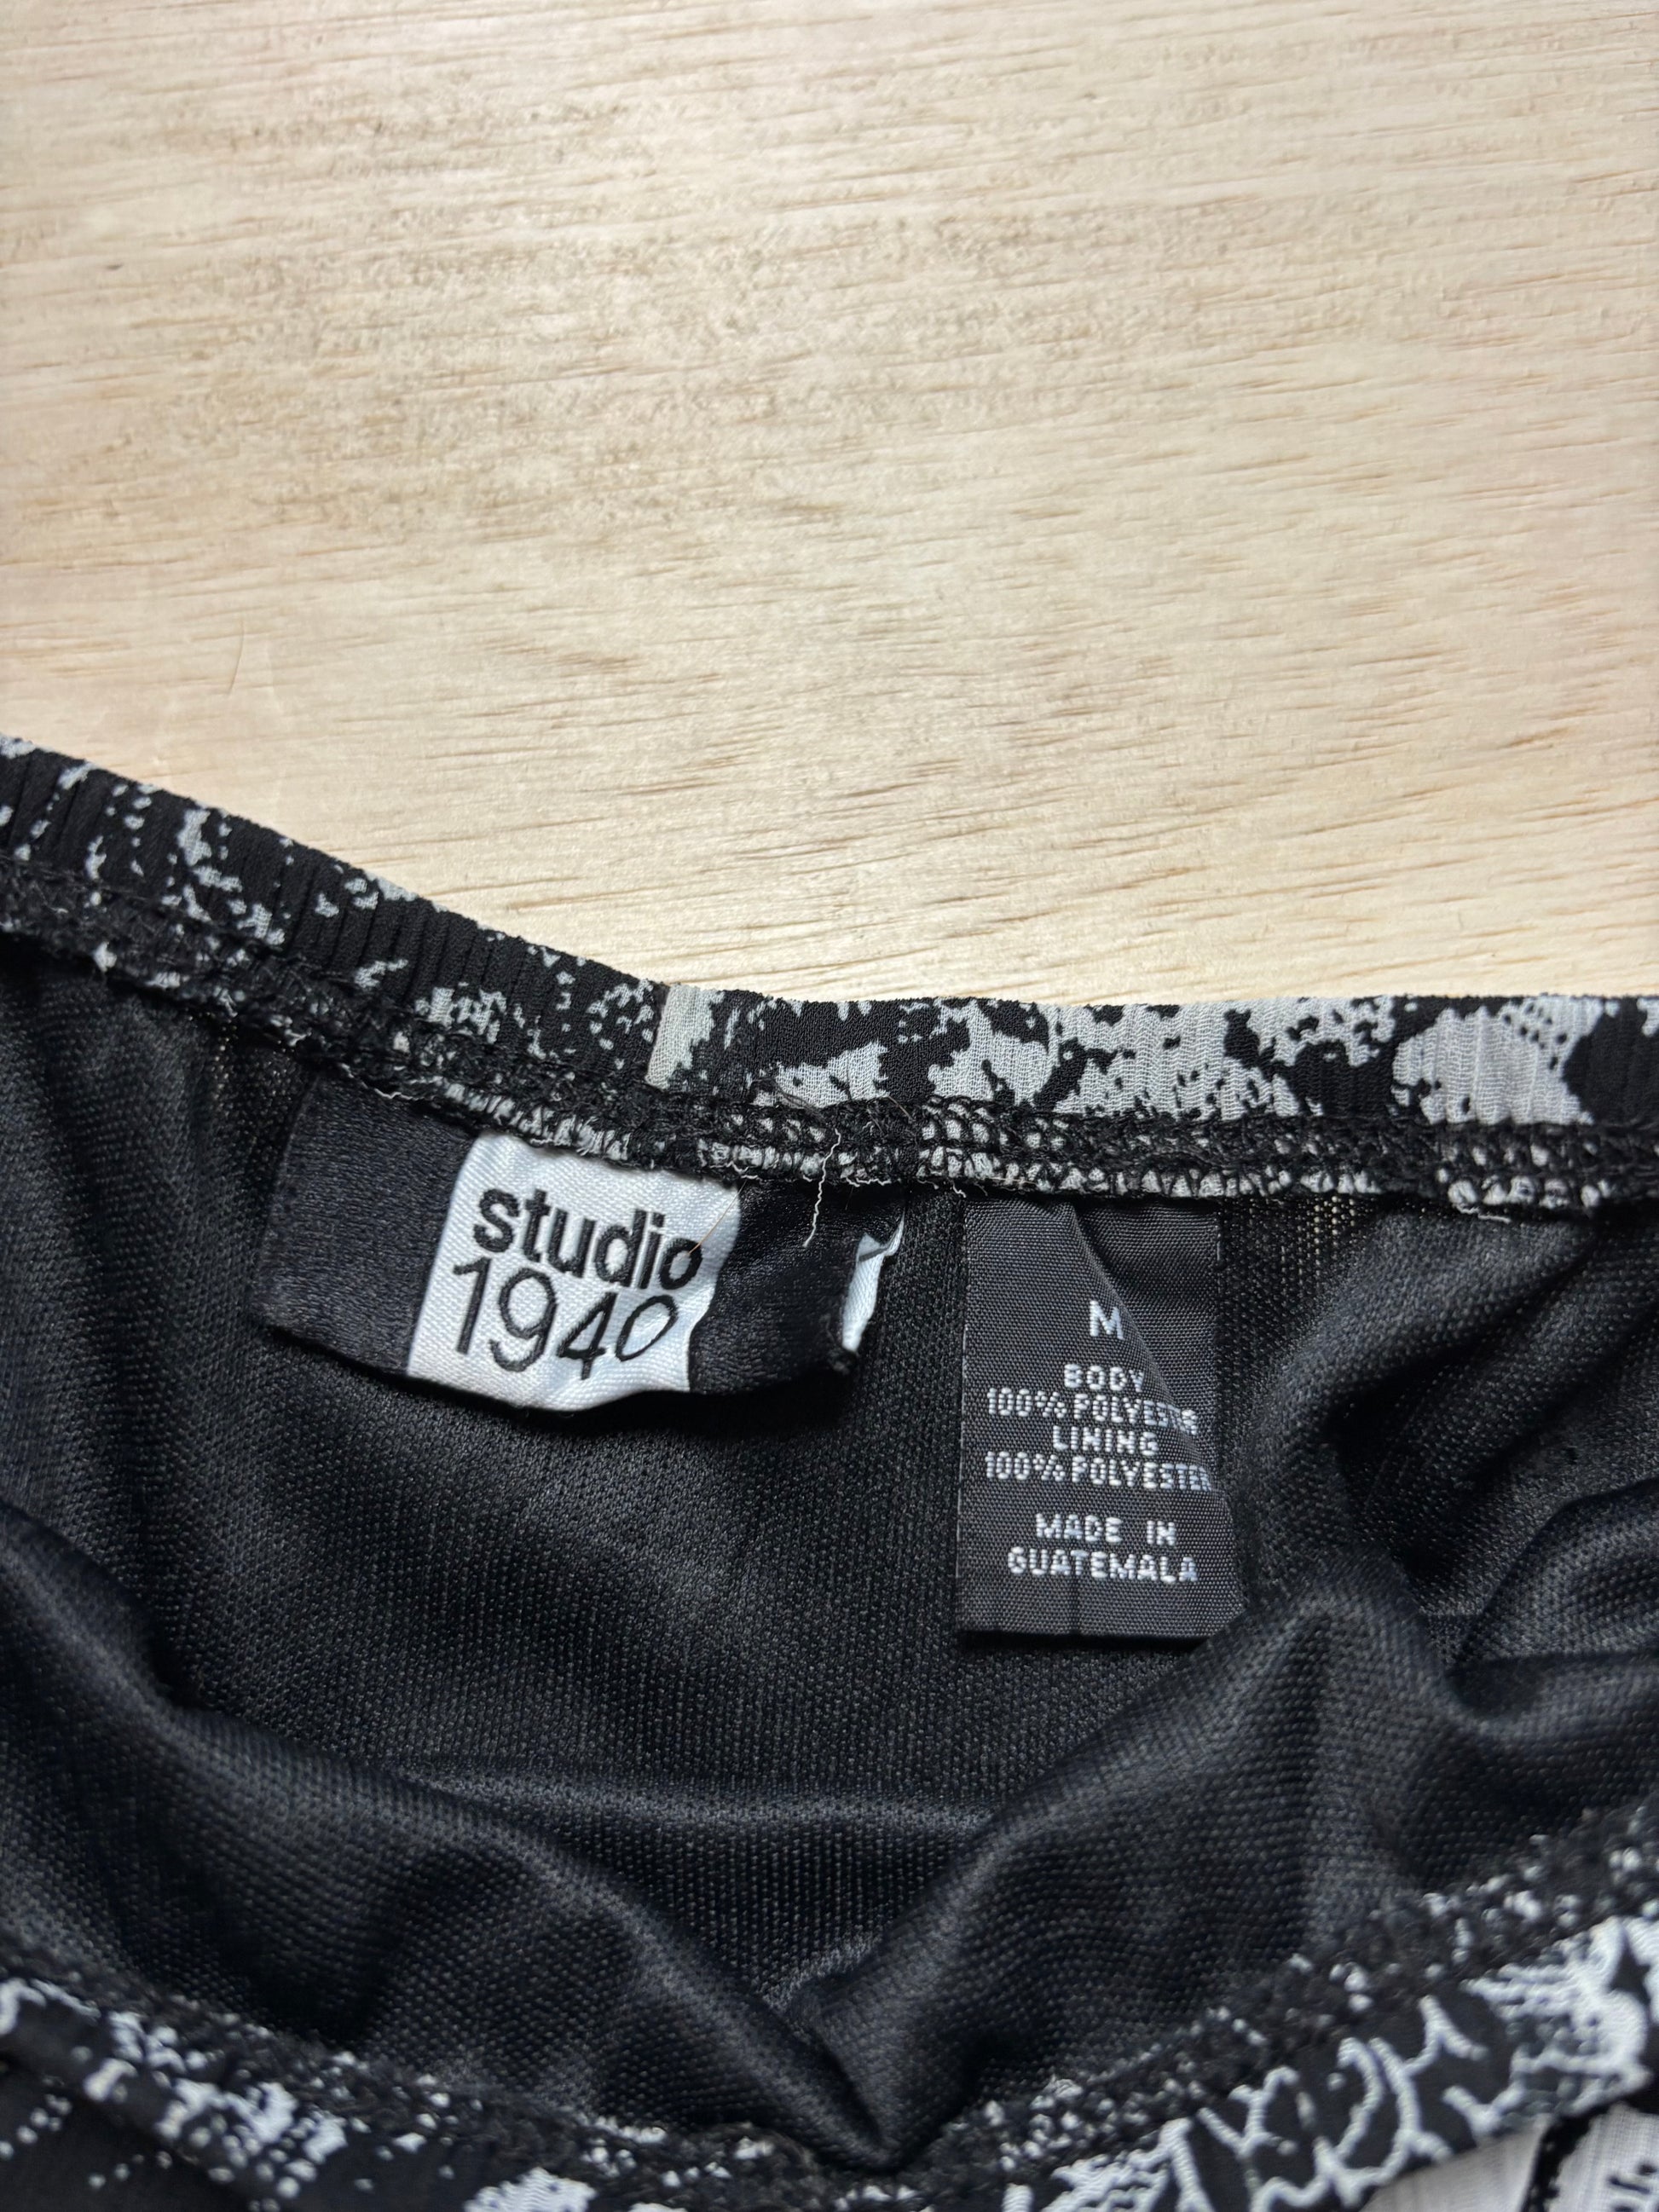 studio
1940
M
BODY
100% POLYESTER
LINING
100% POLYESTER
MADE IN
GUATEMALA